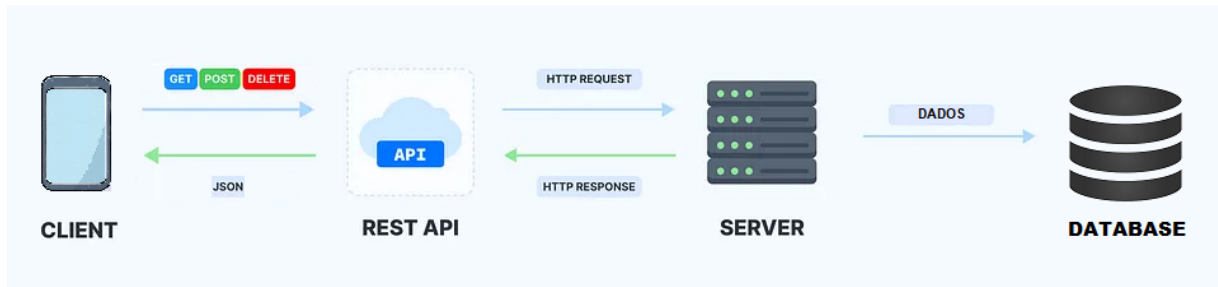 GET POST DELETE
HTTP REQUEST
DADOS
API
JSON
HTTP RESPONSE
CLIENT
REST API
SERVER
DATABASE